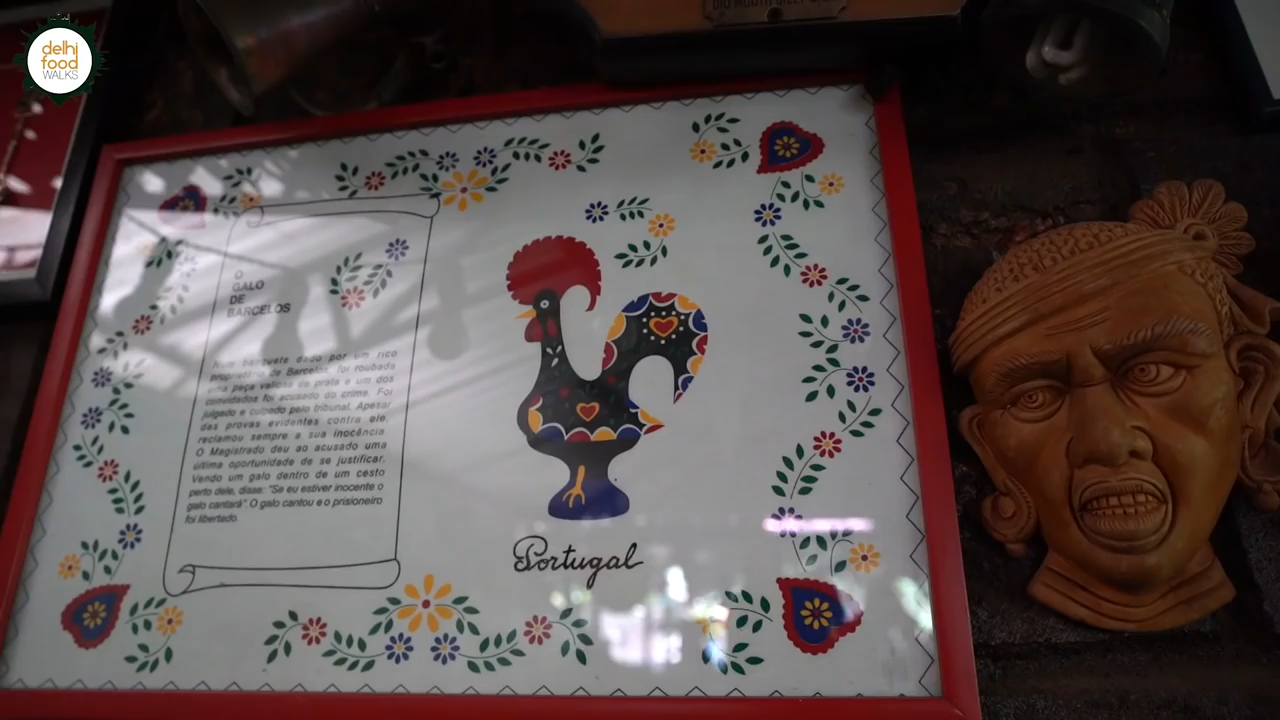 delhi
food
WALKS
BIG MOUTH BILLY BASS
O
GALO
DE
BARCELOS
Num banquete dado por um rico
proprietário de Barcelos, foi roubada
uma peça valiosa de prata e um dos
convidados foi acusado do crime. Foi
julgado e culpado pelo tribunal. Apesar
das provas evidentes contra ele,
reclamou sempre a sua inocência.
O Magistrado deu ao acusado uma
última oportunidade de se justificar.
Vendo um galo dentro de um cesto
perto dele, disse: "Se eu estiver inocente o
galo cantará". O galo cantou e o prisioneiro
foi libertado.
Portugal